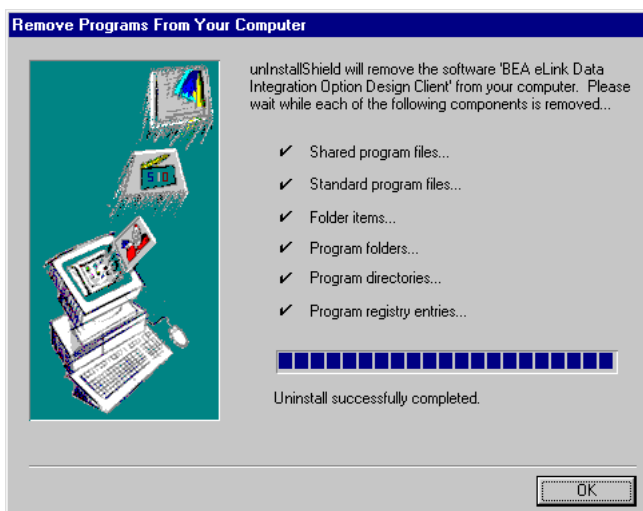 Remove Programs From Your Computer
unInstallShield will remove the software 'BEA eLink Data
Integration Option Design Client' from your computer.  Please
wait while each of the following components is removed...
✔ Shared program files...
✔ Standard program files...
✔ Folder items...
✔ Program folders...
✔ Program directories...
✔ Program registry entries...
Uninstall successfully completed.
OK